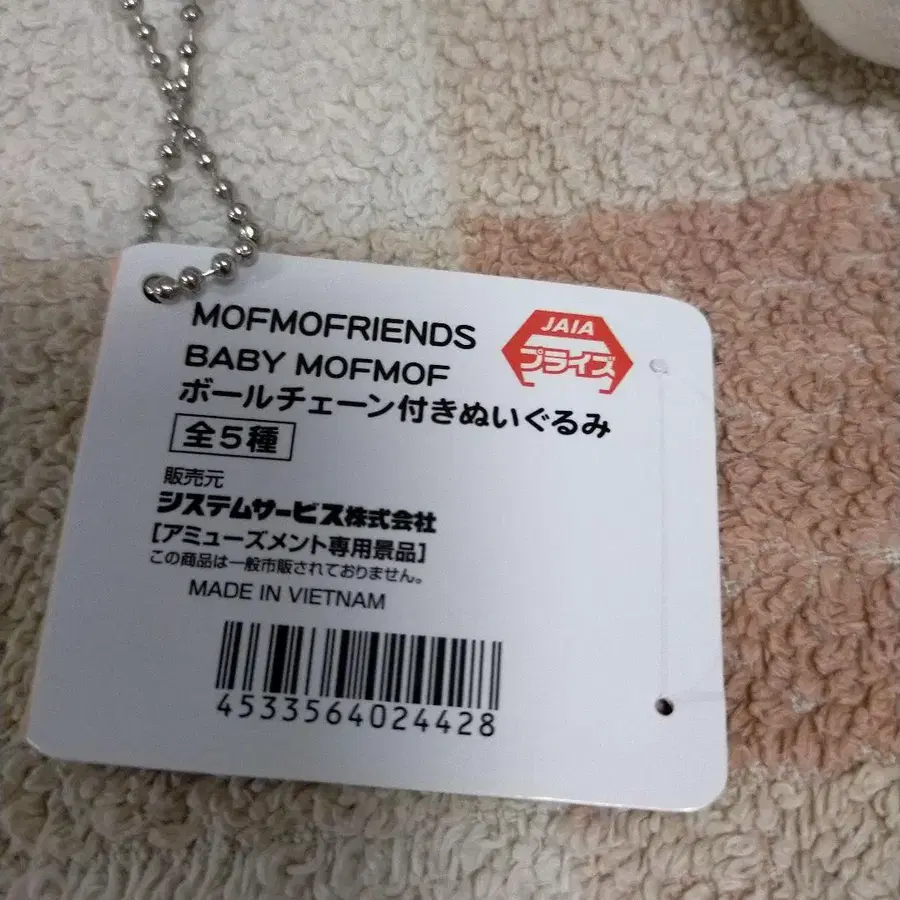 MOFMOFRIENDS
BABY MOFMOF
ボールチェーン付きぬいぐるみ
全5種
JAIA
プライズ
販売元
システムサービス株式会社
[アミューズメント専用景品]
この商品は一般市販されておりません。
MADE IN VIETNAM
4533564024428